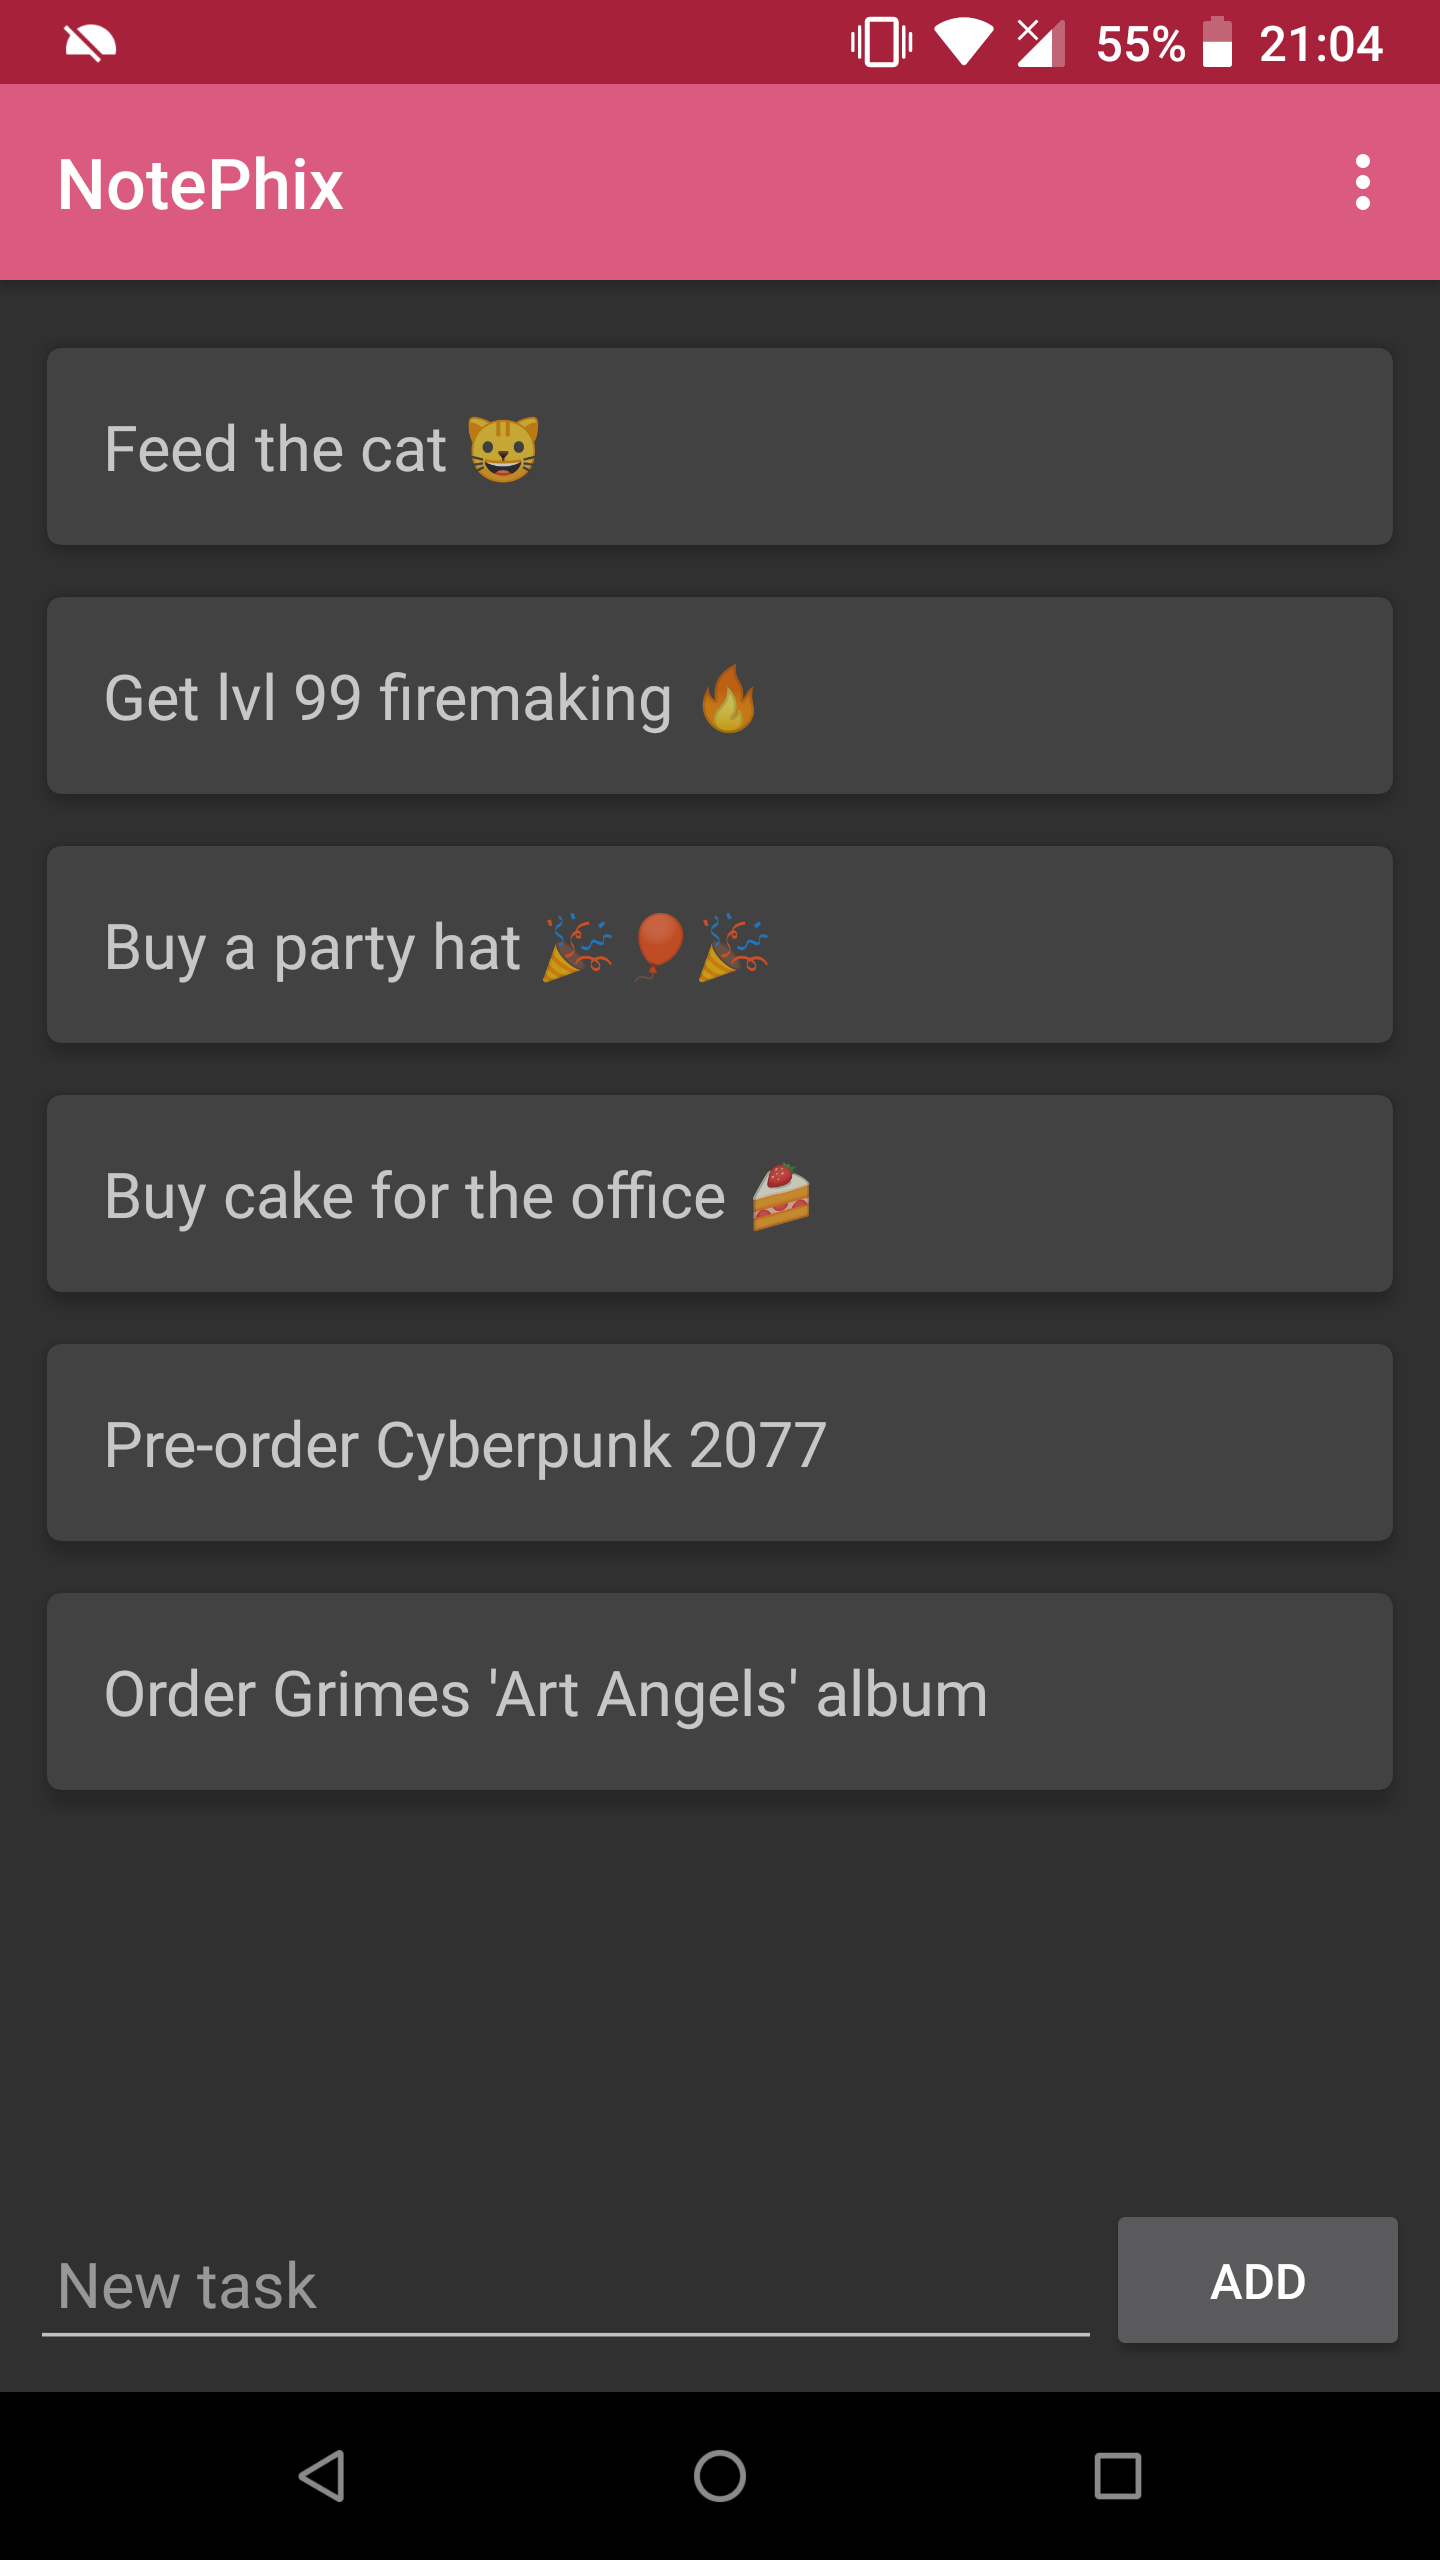 55% 21:04
NotePhix
Feed the cat 😺
Get lvl 99 firemaking 🔥
Buy a party hat 🎉🎈🎉
Buy cake for the office 🍰
Pre-order Cyberpunk 2077
Order Grimes 'Art Angels' album
New task
ADD